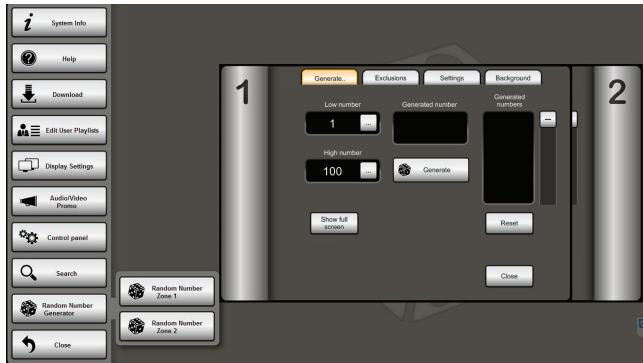 System Info
Help
Download
Edit User Playlists
Display Settings
Audio/Video
Promo
Control panel
Search
Random Number
Generator
Close
Random Number
Zone 1
Random Number
Zone 2
1
Generate..
Exclusions
Settings
Background
2
Low number
Generated number
Generated
numbers
1
...
High number
100
...
Generate
Show full
screen
Reset
Close